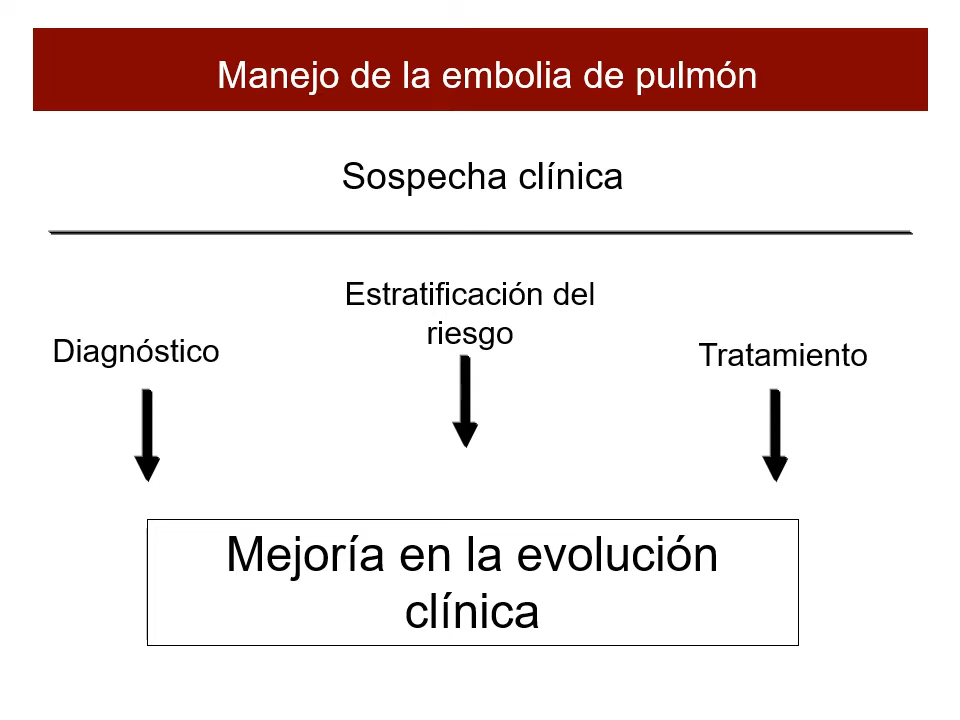 Manejo de la embolia de pulmón
Sospecha clínica
Estratificación del
riesgo
Diagnóstico
Tratamiento
Mejoría en la evolución
clínica